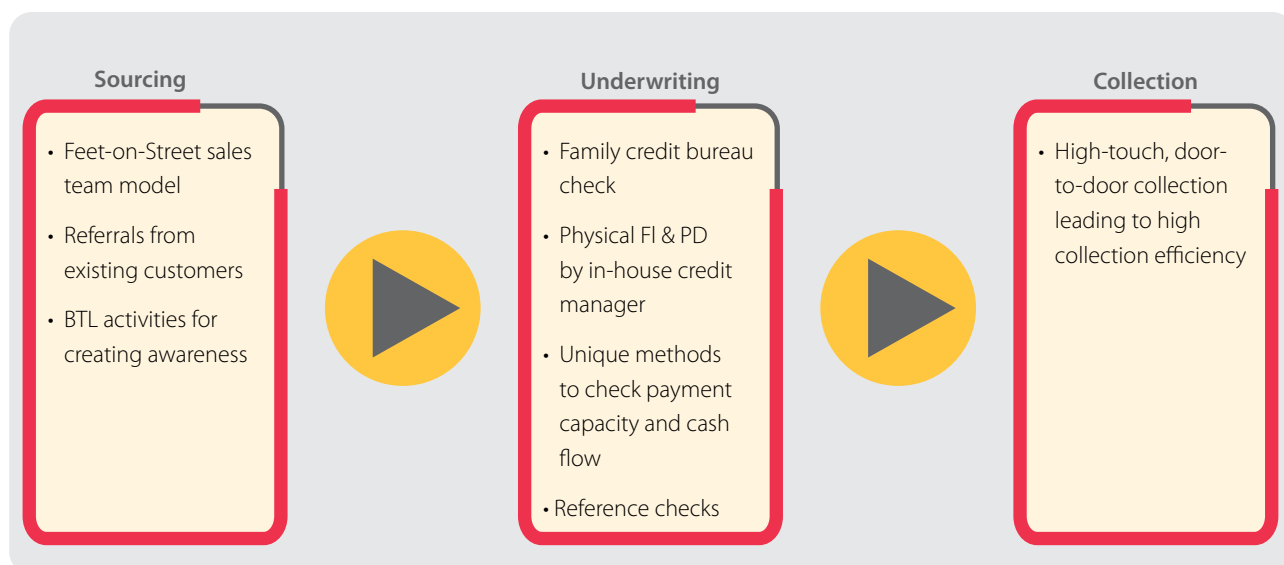 Sourcing
• Feet-on-Street sales
team model
• Referrals from
existing customers
• BTL activities for
creating awareness
Underwriting
• Family credit bureau
check
• Physical FI & PD
by in-house credit
manager
• Unique methods
to check payment
capacity and cash
flow
• Reference checks
Collection
• High-touch, door-
to-door collection
leading to high
collection efficiency